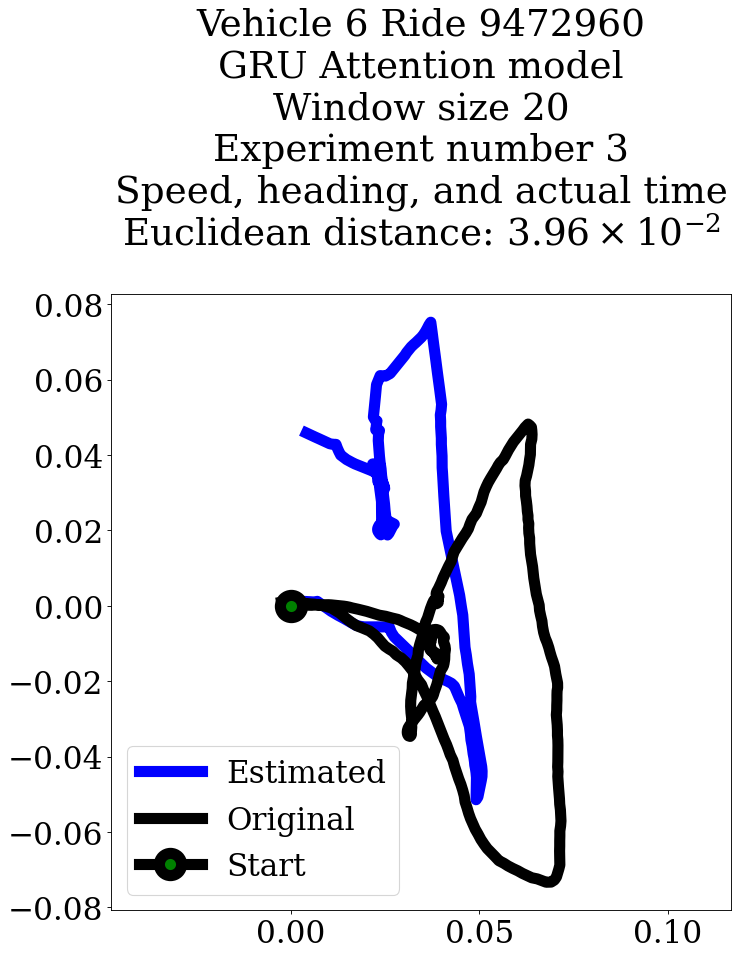 Vehicle 6 Ride 9472960
GRU Attention model
Window size 20
Experiment number 3
Speed, heading, and actual time
Euclidean distance: 3.96 × 10⁻²
0.08
0.06
0.04
0.02
0.00
−0.02
−0.04
−0.06
−0.08
Estimated
Original
Start
0.00 0.05 0.10